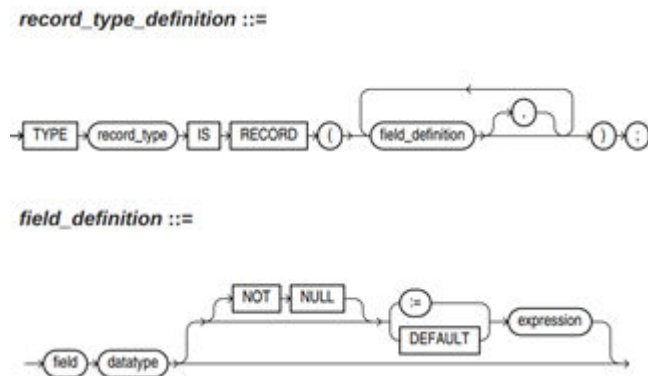 record_type_definition ::=
TYPE record_type IS RECORD ( field_definition , ) ;
field_definition ::=
NOT NULL :=
DEFAULT expression
field datatype